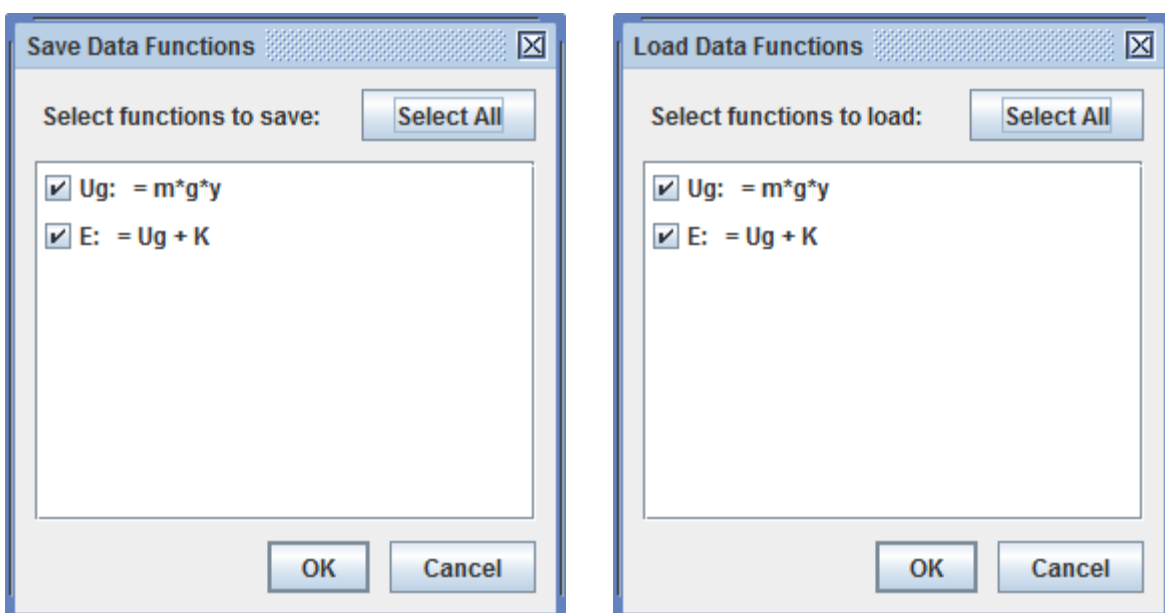 Save Data Functions
Select functions to save: Select All
Ug: = m*g*y
E: = Ug + K
OK Cancel
Load Data Functions
Select functions to load: Select All
Ug: = m*g*y
E: = Ug + K
OK Cancel